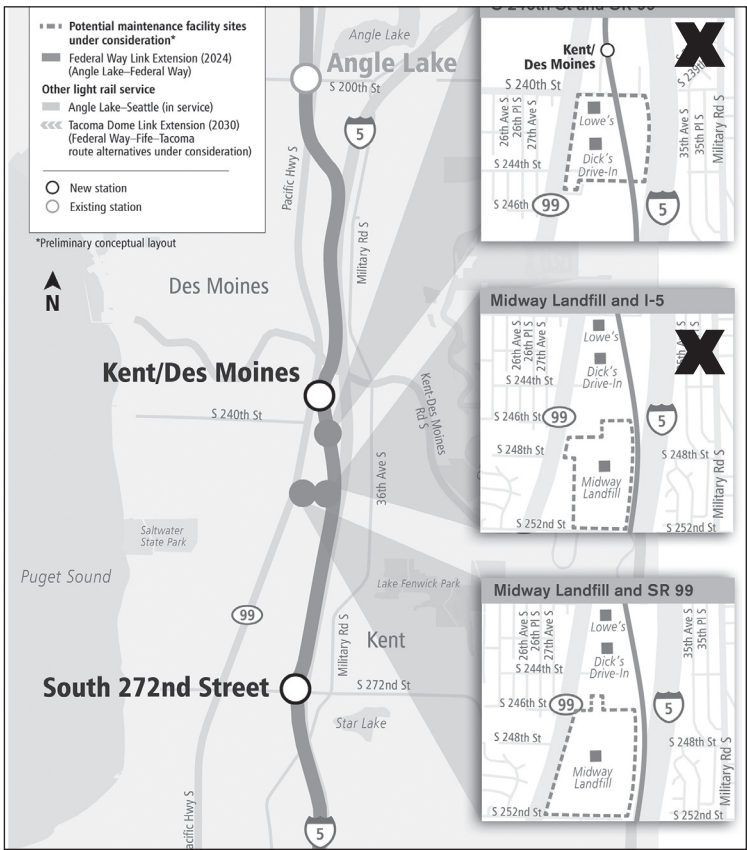 Potential maintenance facility sites
under consideration*
Federal Way Link Extension (2024)
(Angle Lake–Federal Way)
Other light rail service
Angle Lake–Seattle (in service)
Tacoma Dome Link Extension (2030)
(Federal Way–Fife–Tacoma
route alternatives under consideration)
New station
Existing station
*Preliminary conceptual layout
N
Angle Lake
Angle Lake
S 200th St
5
Pacific Hwy S
Military Rd S
Des Moines
Kent/Des Moines
S 240th St
Kent-Des Moines
Rd S
36th Ave S
Saltwater
State Park
Puget Sound
Lake Fenwick Park
99
Military Rd S
Kent
South 272nd Street
S 272nd St
Star Lake
acific Hwy S
5
S 240th St and SR 99
Kent/
Des Moines
X
S 239th
S 240th St
26th Ave S
26th Pl S
27th Ave S
Lowe's
35th Ave S
35th Pl S
Military Rd S
Dick's
Drive-In
S 244th St
S 246th
99
5
Midway Landfill and I-5
26th Ave S
26th Pl S
27th Ave S
Lowe's
X
Dick's
Drive-In
S 244th St
S 246th St
99
5
S 248th St
S 248th St
Midway
Landfill
Military Rd S
S 252nd St
S 252nd St
Midway Landfill and SR 99
26th Ave S
26th Pl S
27th Ave S
Lowe's
35th Ave S
35th Pl S
Dick's
Drive-In
S 244th St
S 246th St
99
5
S 248th St
S 248th St
Midway
Landfill
Military Rd S
S 252nd St
S 252nd St